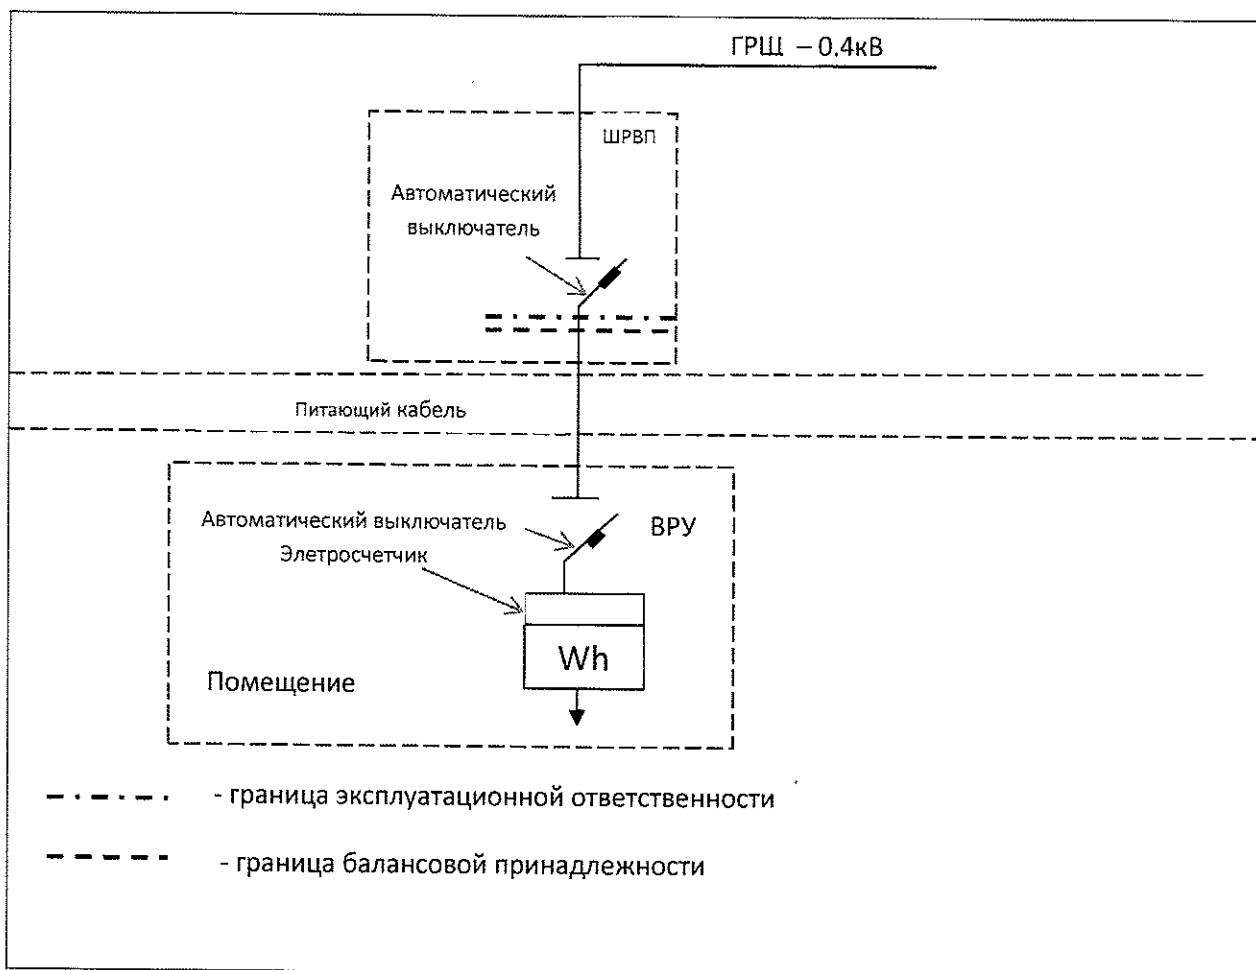 ГРЩ – 0.4кВ
ШРВП
Автоматический
выключатель
Питающий кабель
Автоматический выключатель
ВРУ
Элетросчетчик
Wh
Помещение
- граница эксплуатационной ответственности
- граница балансовой принадлежности